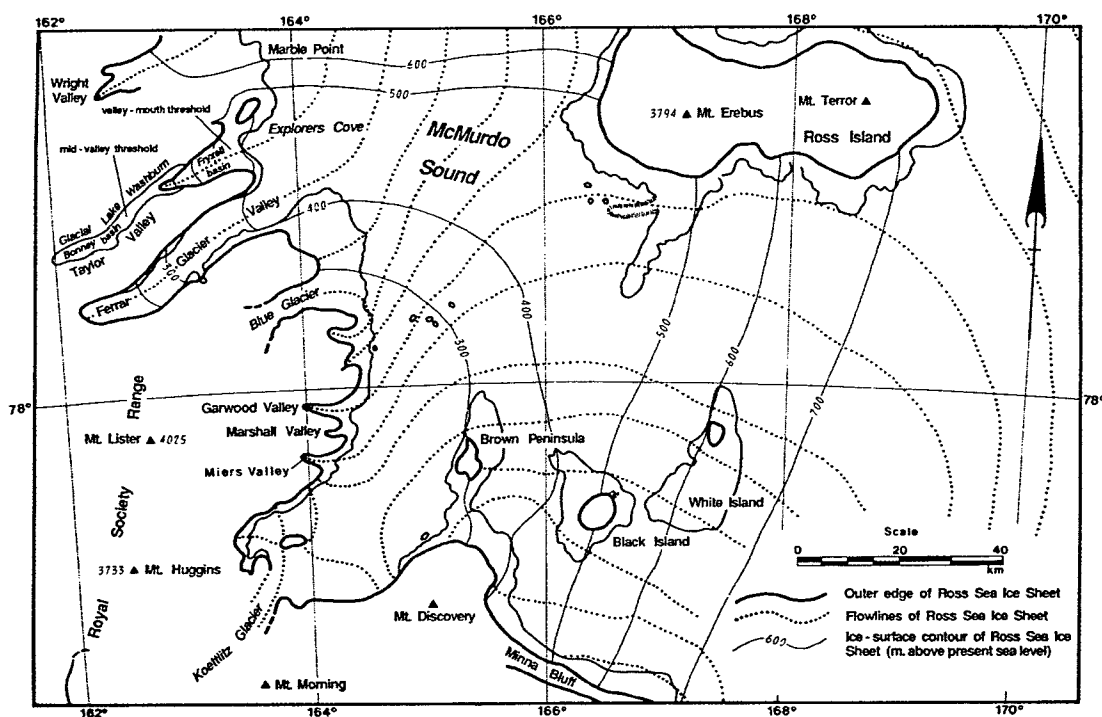 162°
164°
166°
168°
170°
Marble Point
600
Wright
Valley
500
valley-mouth threshold
Explorers Cove
mid-valley threshold
Fryxell
basin
McMurdo
Sound
3794 ▲ Mt. Erebus
Mt. Terror ▲
Ross Island
Glacial Lake Washburn
Bonney basin
Taylor Valley
Ferrar Glacier Valley
400
300
Blue Glacier
400
300
500
600
700
78°
78°
Garwood Valley
Mt. Lister ▲ 4025
Marshall Valley
Miers Valley
Brown Peninsula
White Island
Black Island
Royal Society Range
3733 ▲ Mt. Huggins
Koettlitz Glacier
Mt. Discovery
Minna Bluff
▲ Mt. Morning
Scale
0 20 40
km
Outer edge of Ross Sea Ice Sheet
Flowlines of Ross Sea Ice Sheet
600 Ice-surface contour of Ross Sea Ice
Sheet (m. above present sea level)
162°
164°
166°
168°
170°